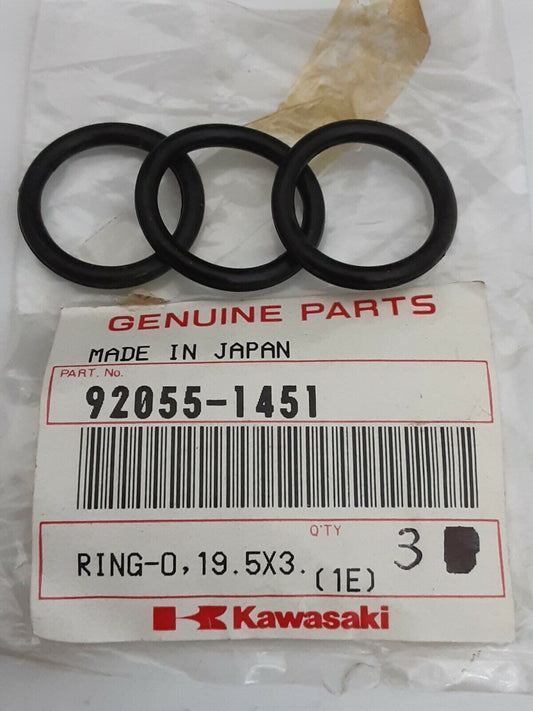 GENUINE PARTS
MADE IN JAPAN
PART. No.
92055-1451
Q'TY
RING-O,19.5X3. 3
(1E)
Kawasaki